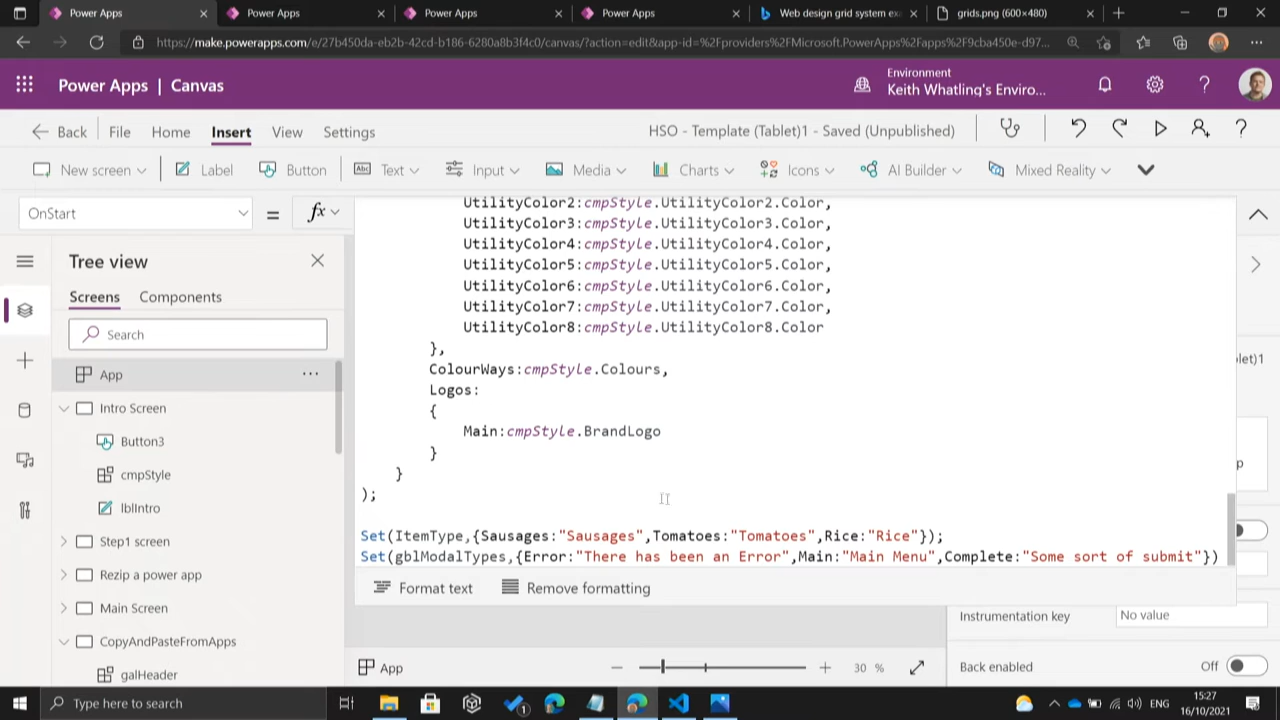 Power Apps
Power Apps
Power Apps
Power Apps
Web design grid system exa
grids.png (600×480)
https://make.powerapps.com/e/27b450da-eb2b-42cd-b186-6280a8b3f4c0/canvas/?action=edit&app-id=%2Fproviders%2FMicrosoft.PowerApps%2Fapps%2F9cba450e-d97...
Power Apps | Canvas
Environment
Keith Whatling's Enviro...
Back File Home Insert View Settings
HSO - Template (Tablet)1 - Saved (Unpublished)
New screen Label Button Text Input Media Charts Icons AI Builder Mixed Reality
OnStart = fx
UtilityColor2:cmpStyle.UtilityColor2.Color,
UtilityColor3:cmpStyle.UtilityColor3.Color,
UtilityColor4:cmpStyle.UtilityColor4.Color,
UtilityColor5:cmpStyle.UtilityColor5.Color,
UtilityColor6:cmpStyle.UtilityColor6.Color,
UtilityColor7:cmpStyle.UtilityColor7.Color,
UtilityColor8:cmpStyle.UtilityColor8.Color
},
ColourWays:cmpStyle.Colours,
Logos:
{
Main:cmpStyle.BrandLogo
}
}
);
Set(ItemType,{Sausages:"Sausages",Tomatoes:"Tomatoes",Rice:"Rice"});
Set(gblModalTypes,{Error:"There has been an Error",Main:"Main Menu",Complete:"Some sort of submit"})
Format text Remove formatting
Tree view
Screens Components
Search
App
Intro Screen
Button3
cmpStyle
lblIntro
Step1 screen
Rezip a power app
Main Screen
CopyAndPasteFromApps
galHeader
let)1
p
Instrumentation key No value
Back enabled Off
App
30 %
Type here to search
1
ENG
15:27
16/10/2021